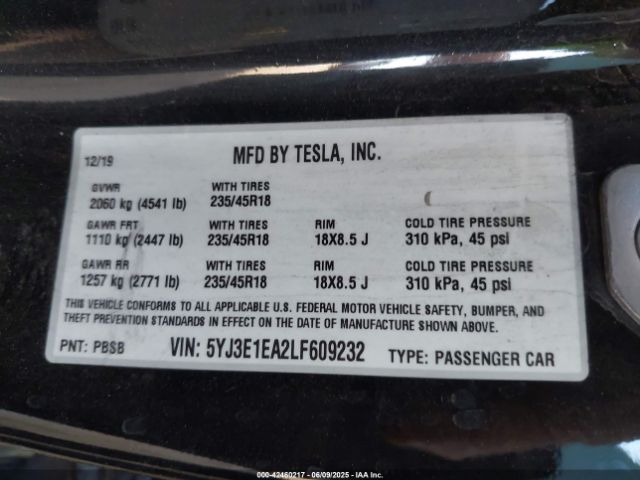 12/19 MFD BY TESLA, INC.
GVWR WITH TIRES
2060 kg (4541 lb) 235/45R18
GAWR FRT WITH TIRES RIM COLD TIRE PRESSURE
1110 kg (2447 lb) 235/45R18 18X8.5 J 310 kPa, 45 psi
GAWR RR WITH TIRES RIM COLD TIRE PRESSURE
1257 kg (2771 lb) 235/45R18 18X8.5 J 310 kPa, 45 psi
THIS VEHICLE CONFORMS TO ALL APPLICABLE U.S. FEDERAL MOTOR VEHICLE SAFETY, BUMPER, AND
THEFT PREVENTION STANDARDS IN EFFECT ON THE DATE OF MANUFACTURE SHOWN ABOVE.
PNT: PBSB VIN: 5YJ3E1EA2LF609232 TYPE: PASSENGER CAR
000-42460217 - 06/09/2025 - IAAI, Corp.